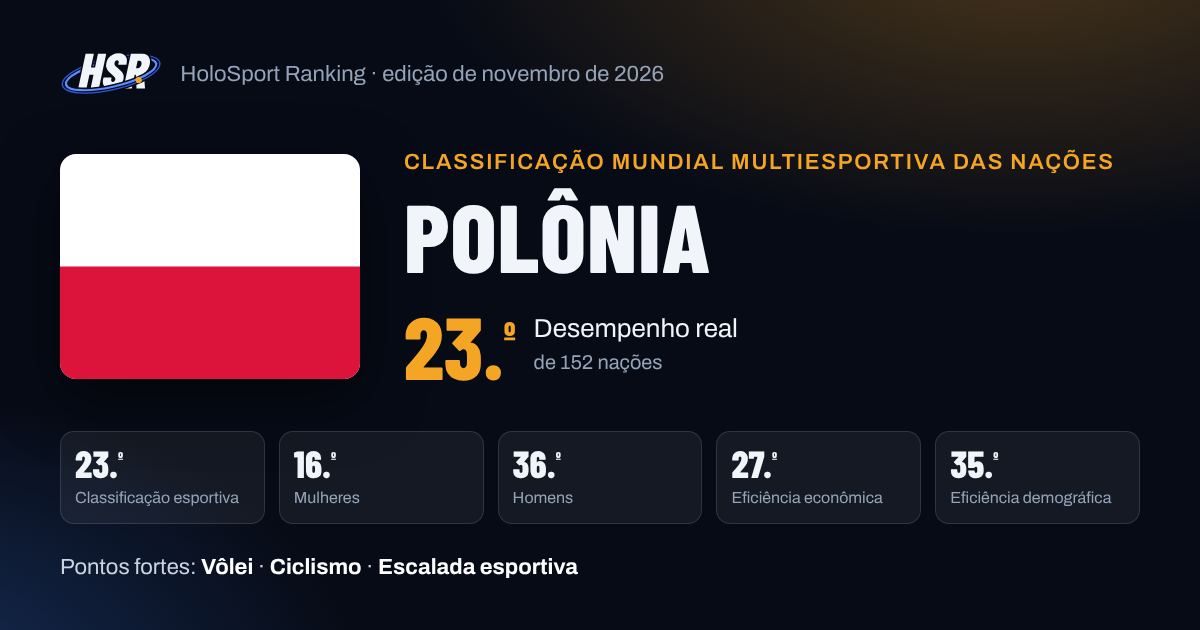 HSR
HoloSport Ranking · edição de novembro de 2026
CLASSIFICAÇÃO MUNDIAL MULTIESPORTIVA DAS NAÇÕES
POLÔNIA
23.º Desempenho real
de 152 nações
23.º
Classificação esportiva
16.º
Mulheres
36.º
Homens
27.º
Eficiência econômica
35.º
Eficiência demográfica
Pontos fortes: Vôlei · Ciclismo · Escalada esportiva